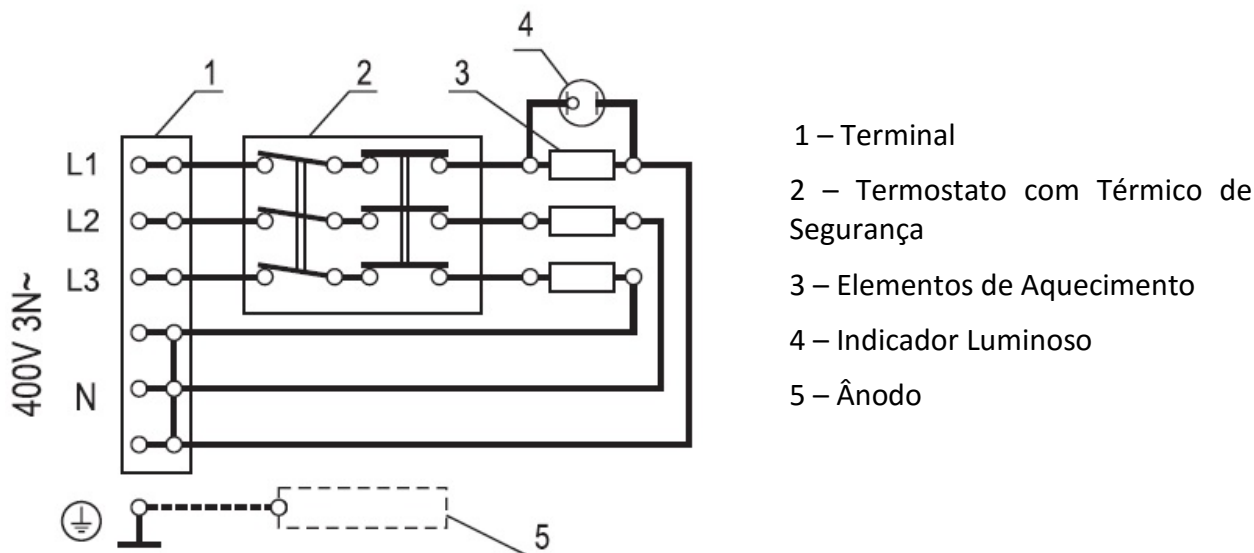 4
1
2
3
L1
L2
L3
400V 3N~
N
5
1 – Terminal
2 – Termostato com Térmico de
Segurança
3 – Elementos de Aquecimento
4 – Indicador Luminoso
5 – Ânodo